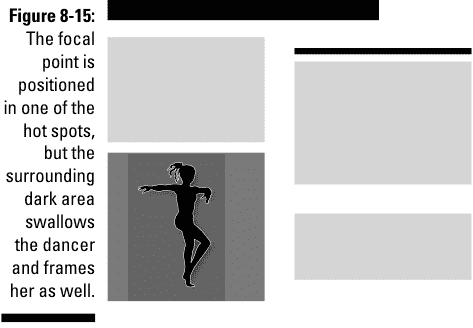 Figure 8-15:
The focal
point is
positioned
in one of the
hot spots,
but the
surrounding
dark area
swallows
the dancer
and frames
her as well.